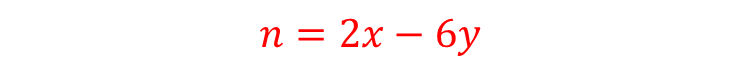 n = 2x − 6y